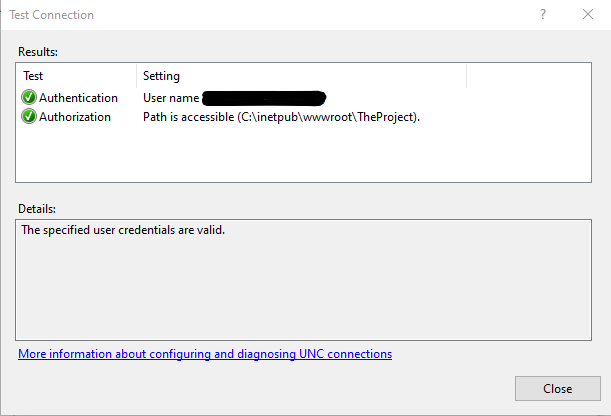 Test Connection
?
Results:
Test Setting
Authentication User name
Authorization Path is accessible (C:\inetpub\wwwroot\TheProject).
Details:
The specified user credentials are valid.
More information about configuring and diagnosing UNC connections
Close